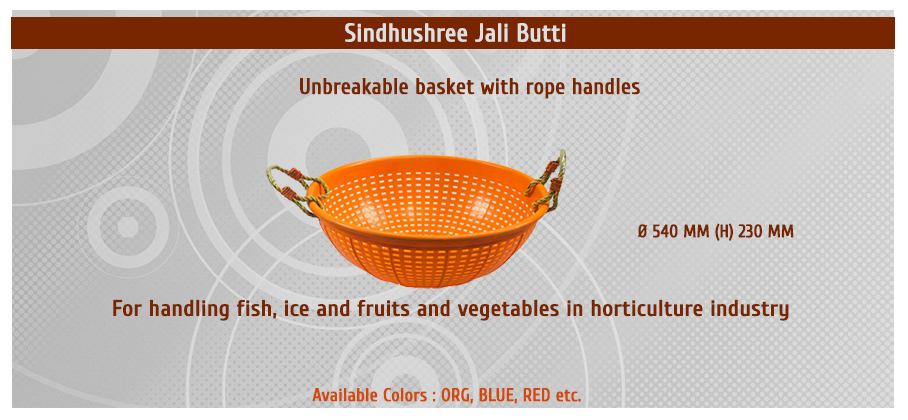 Sindhushree Jali Butti
Unbreakable basket with rope handles
Ø 540 MM (H) 230 MM
For handling fish, ice and fruits and vegetables in horticulture industry
Available Colors : ORG, BLUE, RED etc.